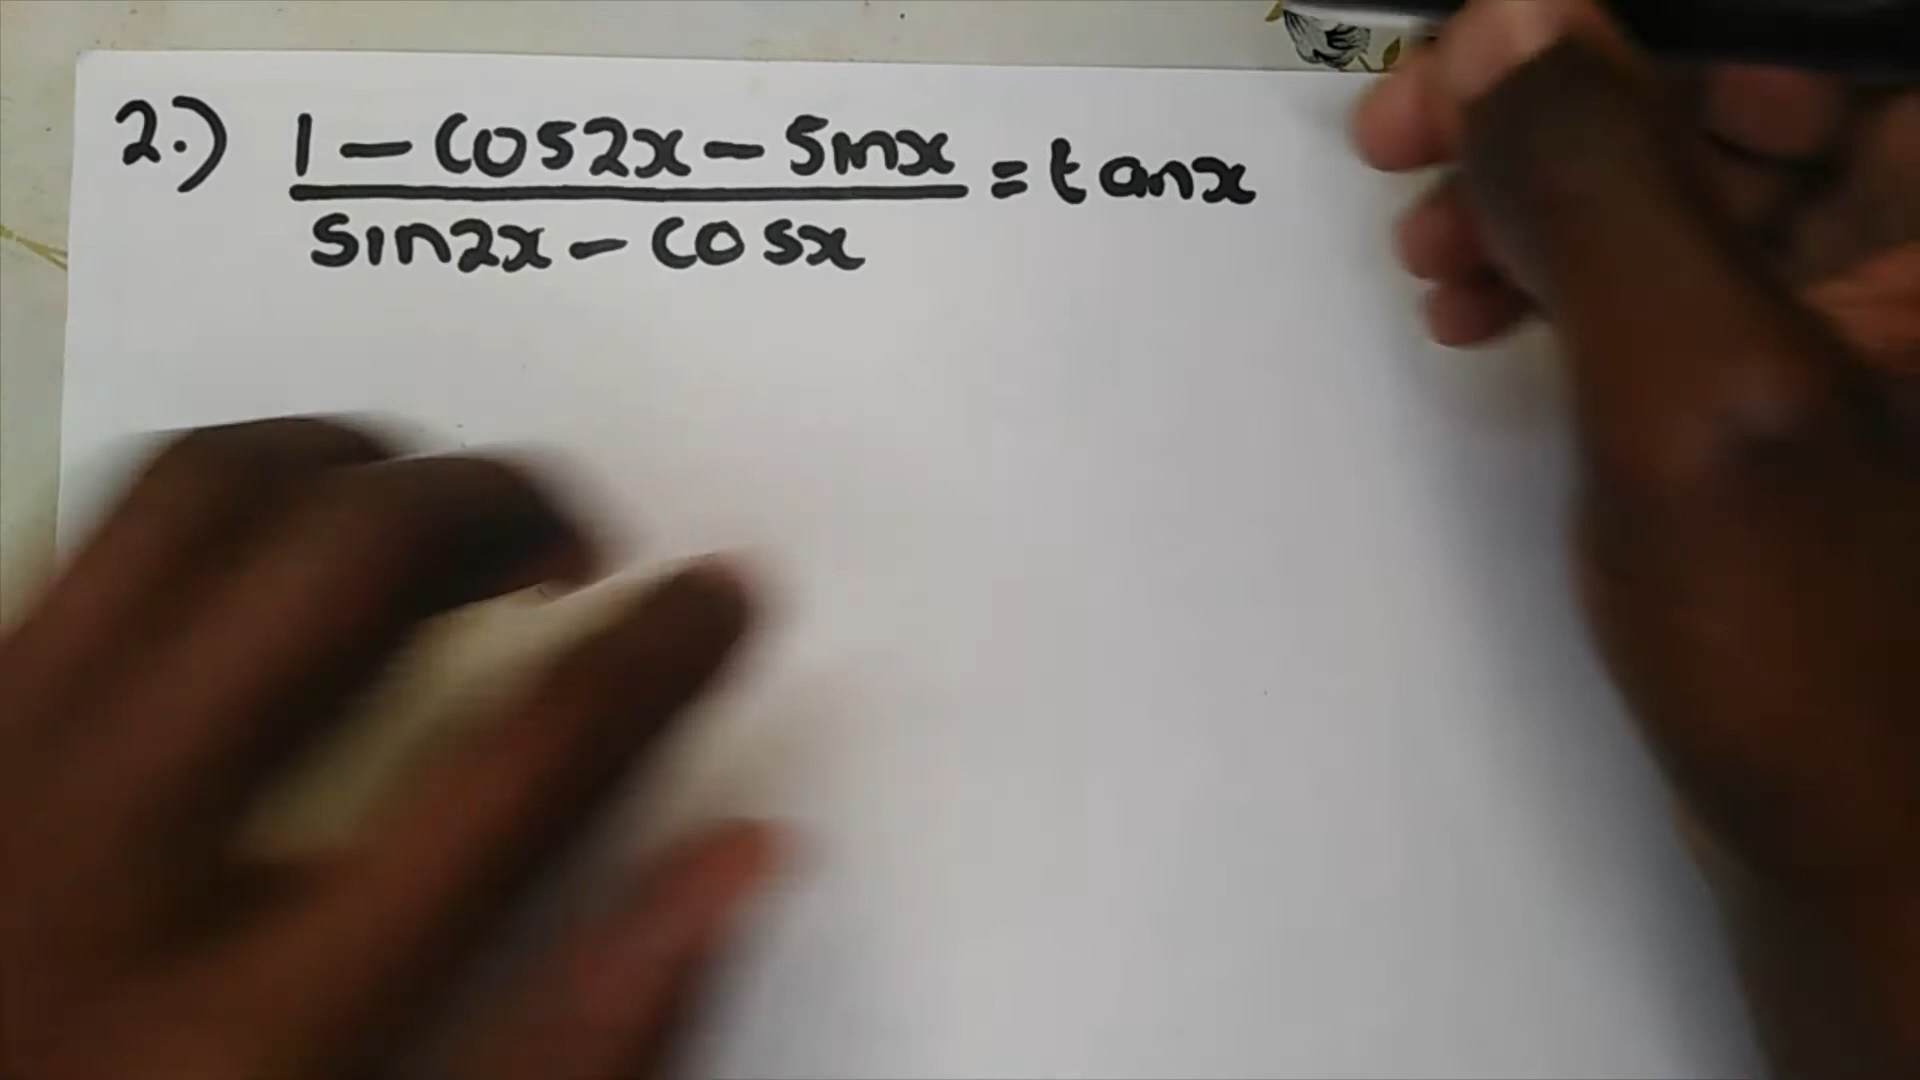 2.) 1 - cos2x - sinx = tanx
sin2x - cosx